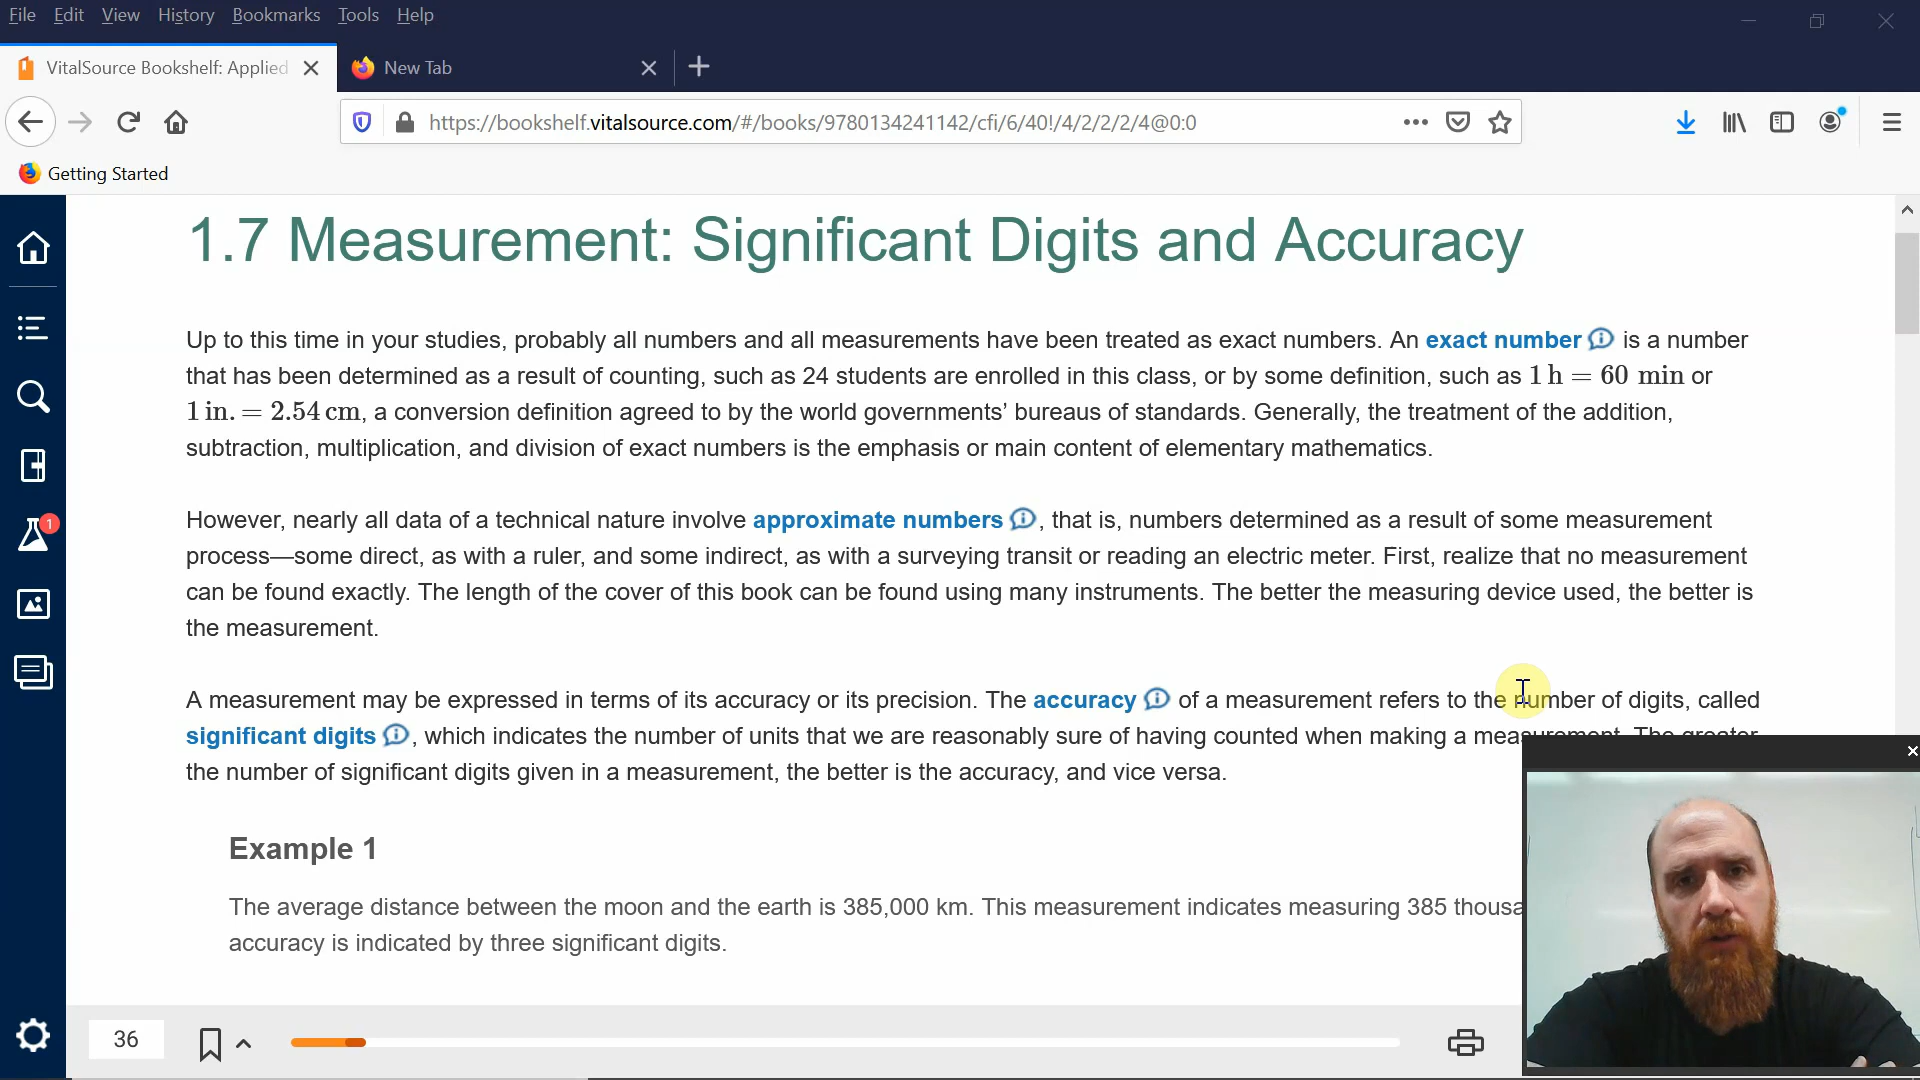 File Edit View History Bookmarks Tools Help
VitalSource Bookshelf: Applied
New Tab
https://bookshelf.vitalsource.com/#/books/9780134241142/cfi/6/40!/4/2/2/2/4@0:0
Getting Started
1.7 Measurement: Significant Digits and Accuracy
Up to this time in your studies, probably all numbers and all measurements have been treated as exact numbers. An exact number is a number
that has been determined as a result of counting, such as 24 students are enrolled in this class, or by some definition, such as 1 h = 60 min or
1 in. = 2.54 cm, a conversion definition agreed to by the world governments’ bureaus of standards. Generally, the treatment of the addition,
subtraction, multiplication, and division of exact numbers is the emphasis or main content of elementary mathematics.
However, nearly all data of a technical nature involve approximate numbers , that is, numbers determined as a result of some measurement
process—some direct, as with a ruler, and some indirect, as with a surveying transit or reading an electric meter. First, realize that no measurement
can be found exactly. The length of the cover of this book can be found using many instruments. The better the measuring device used, the better is
the measurement.
A measurement may be expressed in terms of its accuracy or its precision. The accuracy of a measurement refers to the number of digits, called
significant digits , which indicates the number of units that we are reasonably sure of having counted when making a measurement. The greater
the number of significant digits given in a measurement, the better is the accuracy, and vice versa.
Example 1
The average distance between the moon and the earth is 385,000 km. This measurement indicates measuring 385 thousa
accuracy is indicated by three significant digits.
1
36